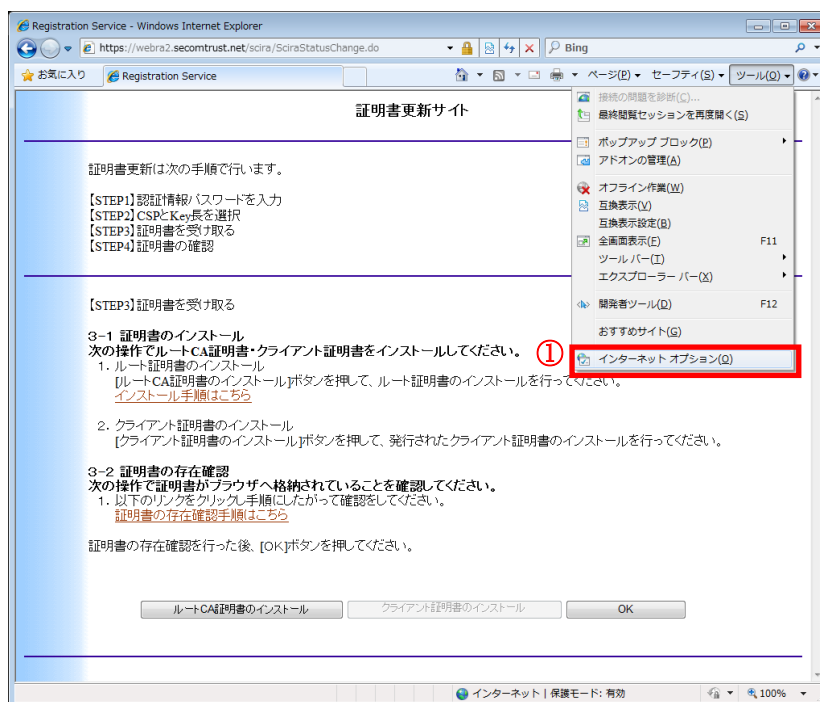 Registration Service - Windows Internet Explorer
https://webra2.secomtrust.net/scira/SciraStatusChange.do
Bing
お気に入り
Registration Service
ページ(P)
セーフティ(S)
ツール(O)
証明書更新サイト
証明書更新は次の手順で行います。
【STEP1】認証情報パスワードを入力
【STEP2】CSPとKey長を選択
【STEP3】証明書を受け取る
【STEP4】証明書の確認
接続の問題を診断(C)...
最終閲覧セッションを再度開く(S)
ポップアップ ブロック(P)
アドオンの管理(A)
オフライン作業(W)
互換表示(V)
互換表示設定(B)
全画面表示(F) F11
ツール バー(T)
エクスプローラー バー(X)
開発者ツール(D) F12
おすすめサイト(G)
① インターネット オプション(O)
【STEP3】証明書を受け取る
3-1 証明書のインストール
次の操作でルートCA証明書・クライアント証明書をインストールしてください。
1. ルート証明書のインストール
[ルートCA証明書のインストール]ボタンを押して、ルート証明書のインストールを行ってください。
インストール手順はこちら
2. クライアント証明書のインストール
[クライアント証明書のインストール]ボタンを押して、発行されたクライアント証明書のインストールを行ってください。
3-2 証明書の存在確認
次の操作で証明書がブラウザへ格納されていることを確認してください。
1. 以下のリンクをクリックし手順にしたがって確認をしてください。
証明書の存在確認手順はこちら
証明書の存在確認を行った後、[OK]ボタンを押してください。
ルートCA証明書のインストール
クライアント証明書のインストール
OK
インターネット | 保護モード: 有効
100%